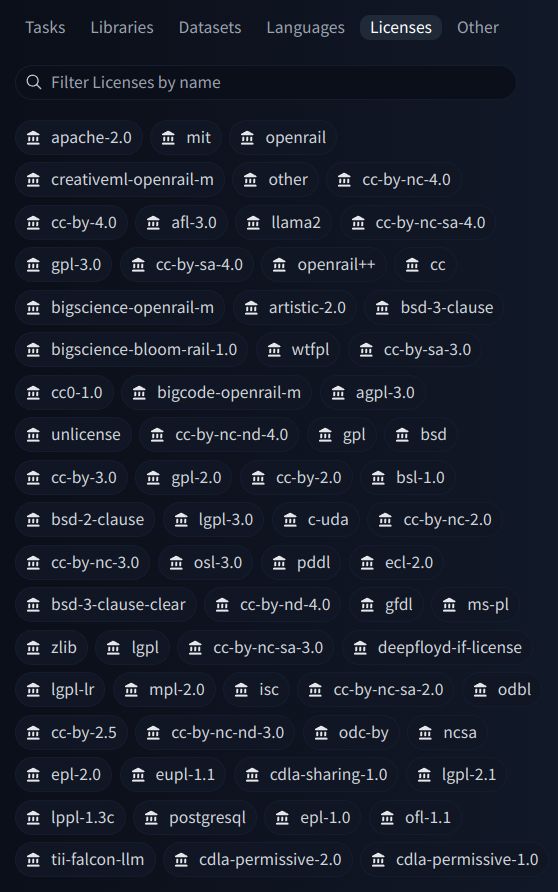 Tasks Libraries Datasets Languages Licenses Other
Filter Licenses by name
apache-2.0 mit openrail
creativeml-openrail-m other cc-by-nc-4.0
cc-by-4.0 afl-3.0 llama2 cc-by-nc-sa-4.0
gpl-3.0 cc-by-sa-4.0 openrail++ cc
bigscience-openrail-m artistic-2.0 bsd-3-clause
bigscience-bloom-rail-1.0 wtfpl cc-by-sa-3.0
cc0-1.0 bigcode-openrail-m agpl-3.0
unlicense cc-by-nc-nd-4.0 gpl bsd
cc-by-3.0 gpl-2.0 cc-by-2.0 bsl-1.0
bsd-2-clause lgpl-3.0 c-uda cc-by-nc-2.0
cc-by-nc-3.0 osl-3.0 pddl ecl-2.0
bsd-3-clause-clear cc-by-nd-4.0 gfdl ms-pl
zlib lgpl cc-by-nc-sa-3.0 deepfloyd-if-license
lgpl-lr mpl-2.0 isc cc-by-nc-sa-2.0 odbl
cc-by-2.5 cc-by-nc-nd-3.0 odc-by ncsa
epl-2.0 eupl-1.1 cdla-sharing-1.0 lgpl-2.1
lppl-1.3c postgresql epl-1.0 ofl-1.1
tii-falcon-llm cdla-permissive-2.0 cdla-permissive-1.0